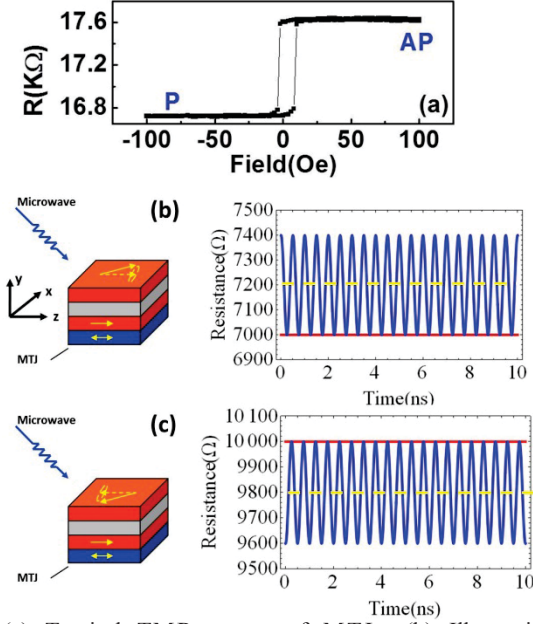 17.6
17.2
16.8
R(KΩ)
P
AP
(a)
-100 -50 0 50 100
Field(Oe)
Microwave
(b)
y
x
z
MTJ
7500
7400
7300
7200
7100
7000
6900
Resistance(Ω)
0 2 4 6 8 10
Time(ns)
Microwave
(c)
MTJ
10 100
10 000
9900
9800
9700
9600
9500
Resistance(Ω)
0 2 4 6 8 10
Time(ns)